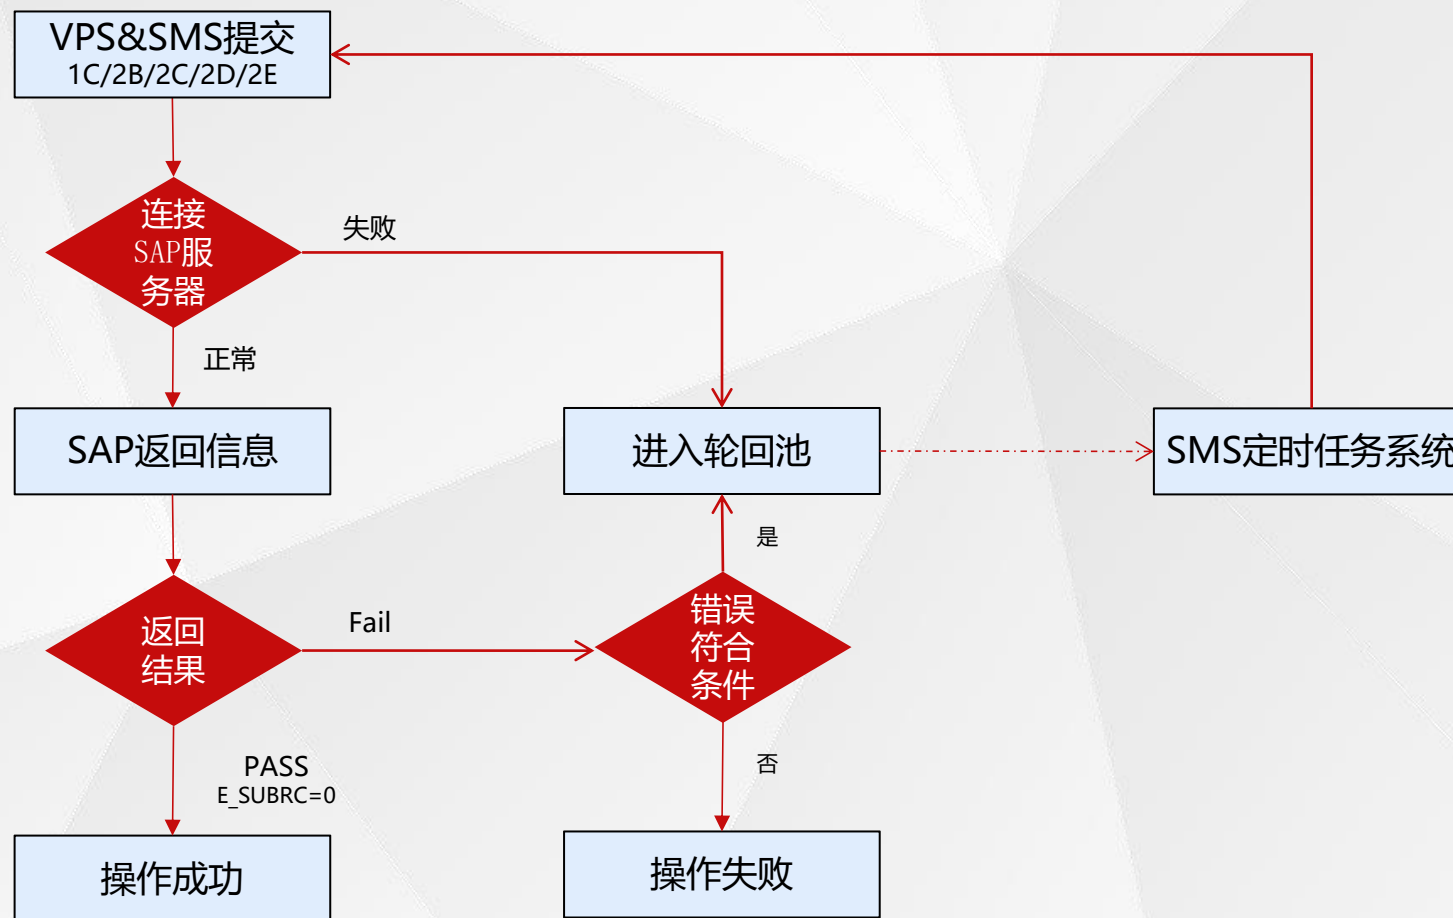 VPS&SMS提交
1C/2B/2C/2D/2E
连接
SAP服
务器
失败
正常
SAP返回信息
进入轮回池
SMS定时任务系统
是
返回
结果
Fail
错误
符合
条件
PASS
E_SUBRC=0
否
操作成功
操作失败